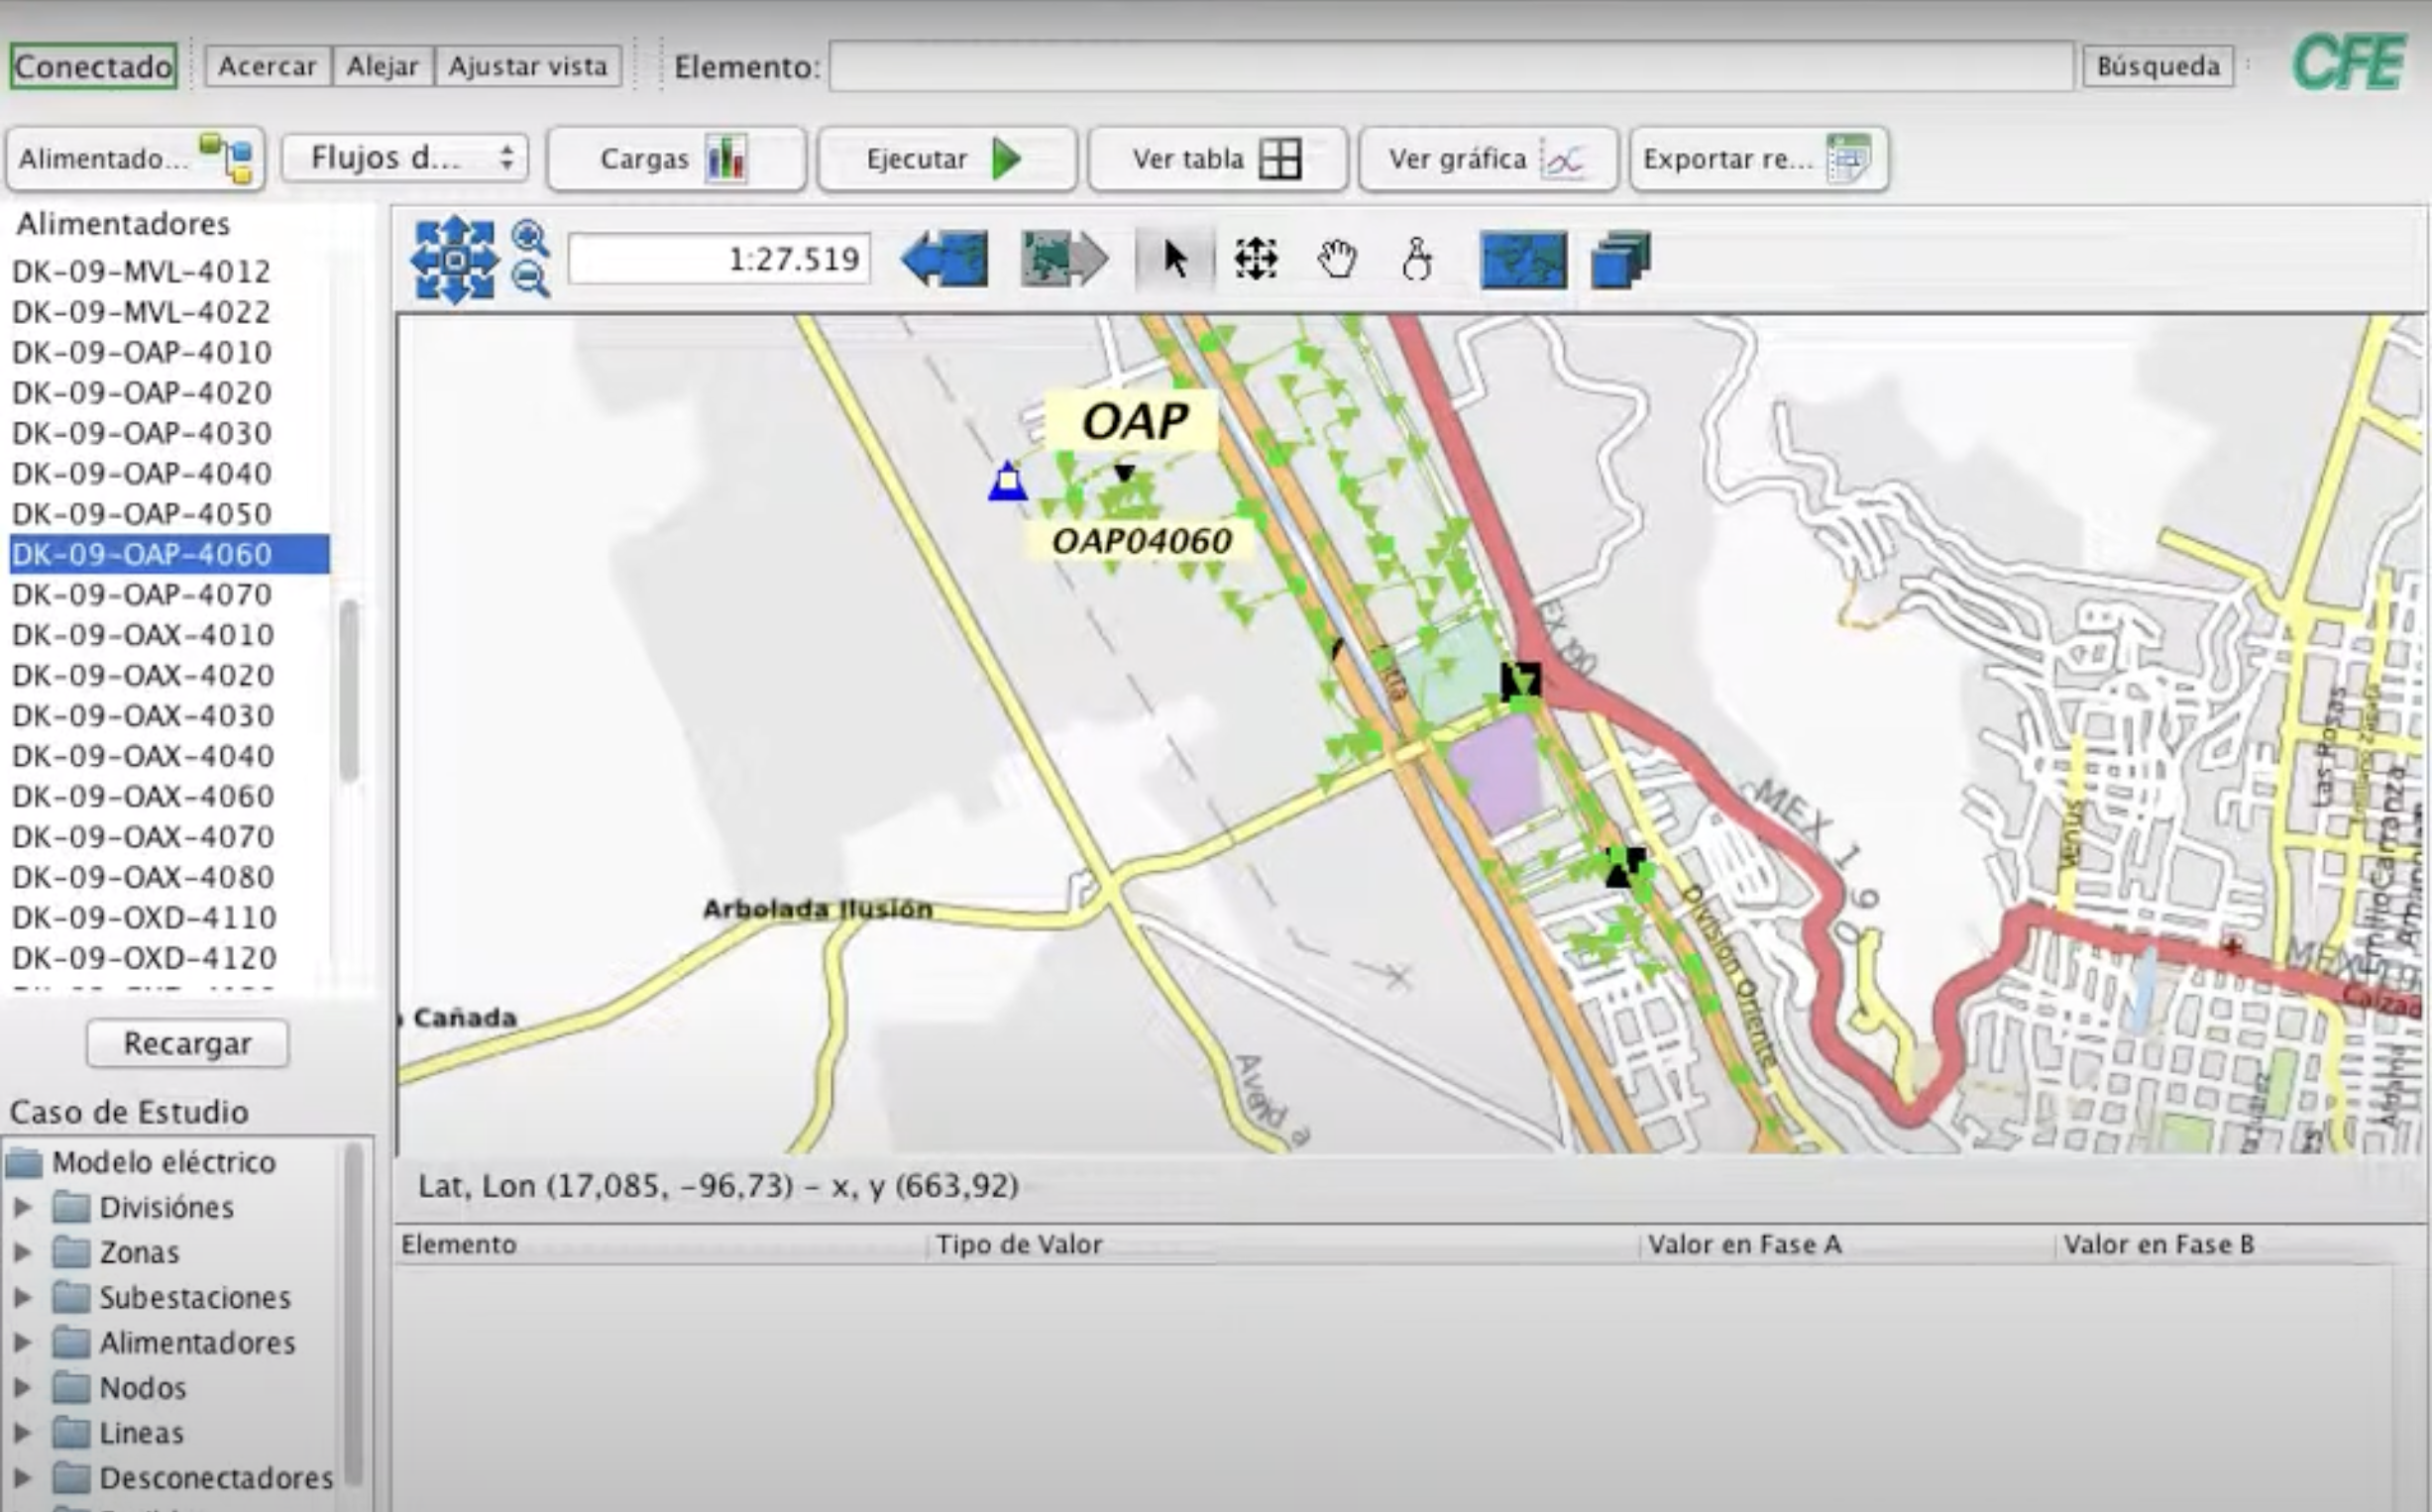 Conectado Acercar Alejar Ajustar vista Elemento: Búsqueda CFE
Alimentado... Flujos d... Cargas Ejecutar Ver tabla Ver gráfica Exportar re...
Alimentadores
DK-09-MVL-4012
DK-09-MVL-4022
DK-09-OAP-4010
DK-09-OAP-4020
DK-09-OAP-4030
DK-09-OAP-4040
DK-09-OAP-4050
DK-09-OAP-4060
DK-09-OAP-4070
DK-09-OAX-4010
DK-09-OAX-4020
DK-09-OAX-4030
DK-09-OAX-4040
DK-09-OAX-4060
DK-09-OAX-4070
DK-09-OAX-4080
DK-09-OXD-4110
DK-09-OXD-4120
Recargar
Caso de Estudio
Modelo eléctrico
Divisiónes
Zonas
Subestaciones
Alimentadores
Nodos
Lineas
Desconectadores
1:27.519
OAP
OAP04060
EX 190
MEX 190
Las Rosas
Venus
Emilio Carranza
División Oriente
Arbolada Ilusión
Cañada
Avenid a
MEX
Calzad
Lat, Lon (17,085, -96,73) - x, y (663,92)
Elemento Tipo de Valor Valor en Fase A Valor en Fase B